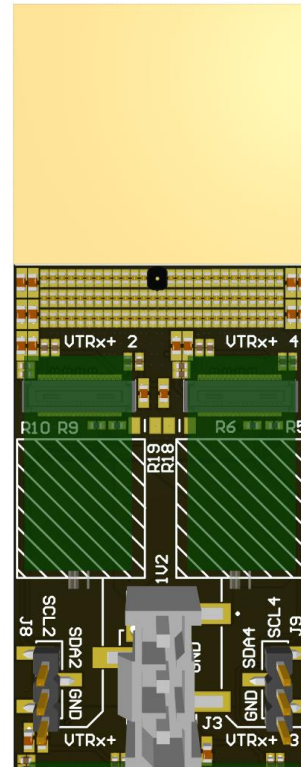 VTRx+ 2
VTRx+ 4
R10 R9
R6
R5
R19
R18
1V2
J8
SCL2
SDA2
GND
GND
SDA4
SCL4
J9
GND
J3
VTRx+
VTRx+ 3